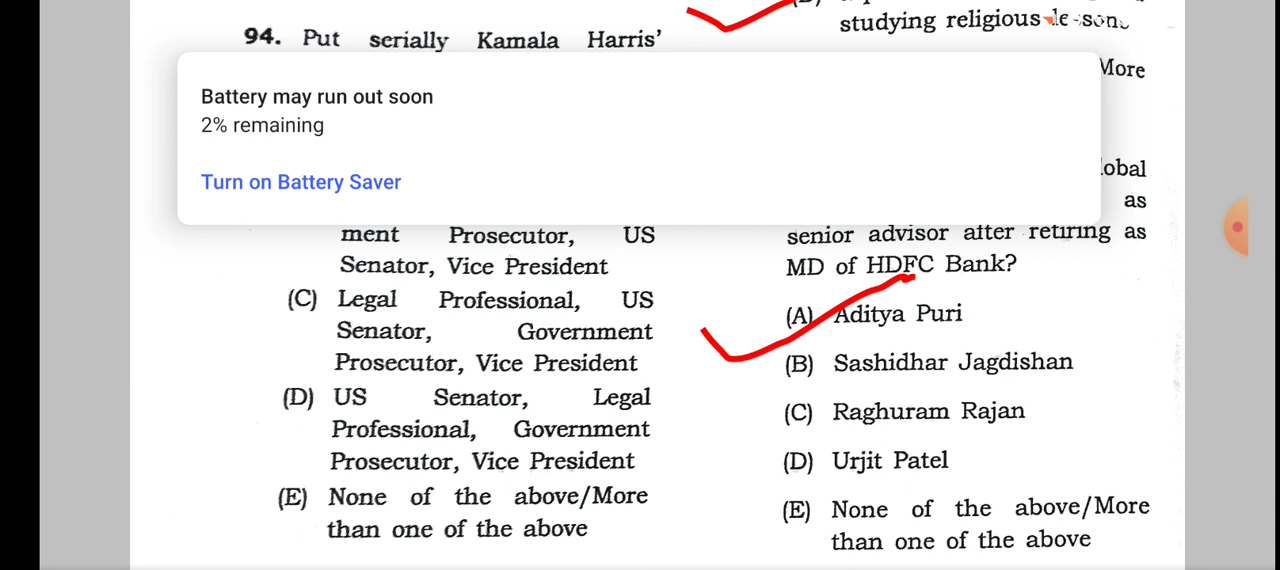 94. Put serially Kamala Harris’
Battery may run out soon
2% remaining
Turn on Battery Saver
ment Prosecutor, US
Senator, Vice President
(C) Legal Professional, US
Senator, Government
Prosecutor, Vice President
(D) US Senator, Legal
Professional, Government
Prosecutor, Vice President
(E) None of the above/More
than one of the above
studying religious
More
as
senior advisor after retiring as
MD of HDFC Bank?
(A) Aditya Puri
(B) Sashidhar Jagdishan
(C) Raghuram Rajan
(D) Urjit Patel
(E) None of the above/More
than one of the above